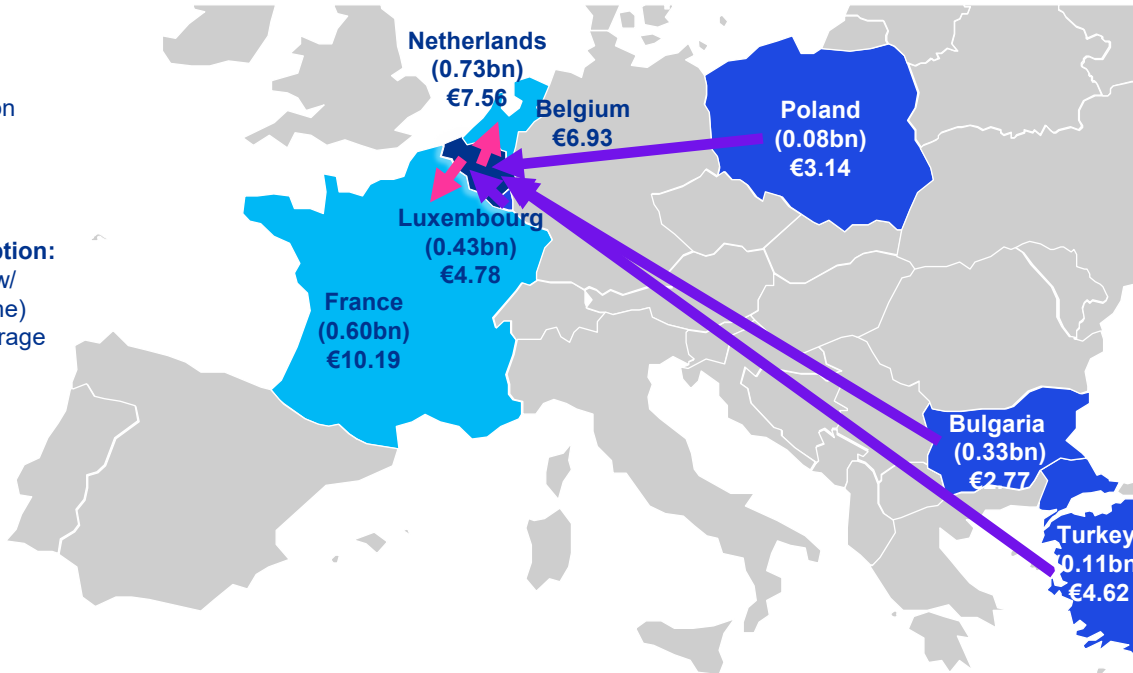 on
ption:
w/
ne)
rage
Netherlands
(0.73bn)
€7.56
Belgium
€6.93
Poland
(0.08bn)
€3.14
Luxembourg
(0.43bn)
€4.78
France
(0.60bn)
€10.19
Bulgaria
(0.33bn)
€2.77
Turkey
0.11bn
€4.62